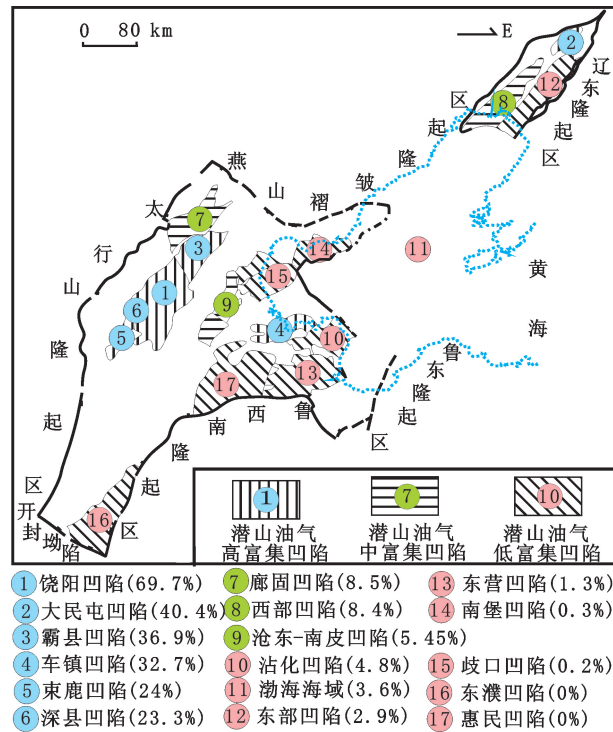 0 80 km
E
辽东隆起区
燕山褶皱隆起区
太行山隆起区
黄海
鲁东隆起区
鲁西南隆起区
开封坳陷
2
12
8
7
3
14
11
15
1
6
9
5
4
10
13
17
16
1 7 10
潜山油气 潜山油气 潜山油气
高富集凹陷 中富集凹陷 低富集凹陷
1 饶阳凹陷(69.7%) 7 廊固凹陷(8.5%) 13 东营凹陷(1.3%)
2 大民屯凹陷(40.4%) 8 西部凹陷(8.4%) 14 南堡凹陷(0.3%)
3 霸县凹陷(36.9%) 9 沧东-南皮凹陷(5.45%)
4 车镇凹陷(32.7%) 10 沾化凹陷(4.8%) 15 歧口凹陷(0.2%)
5 束鹿凹陷(24%) 11 渤海海域(3.6%) 16 东濮凹陷(0%)
6 深县凹陷(23.3%) 12 东部凹陷(2.9%) 17 惠民凹陷(0%)